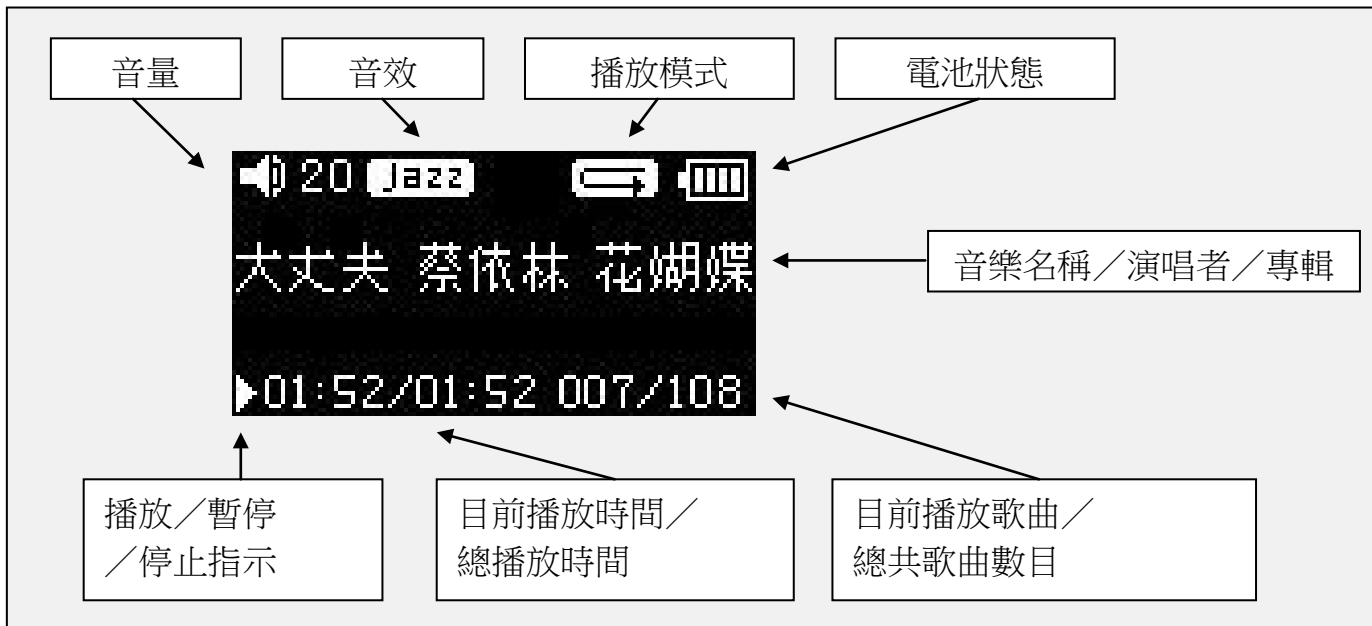 音量
音效
播放模式
電池狀態
20 Jazz
大丈夫 蔡依林 花蝴蝶
音樂名稱／演唱者／專輯
01:52/01:52 007/108
播放／暫停
／停止指示
目前播放時間／
總播放時間
目前播放歌曲／
總共歌曲數目